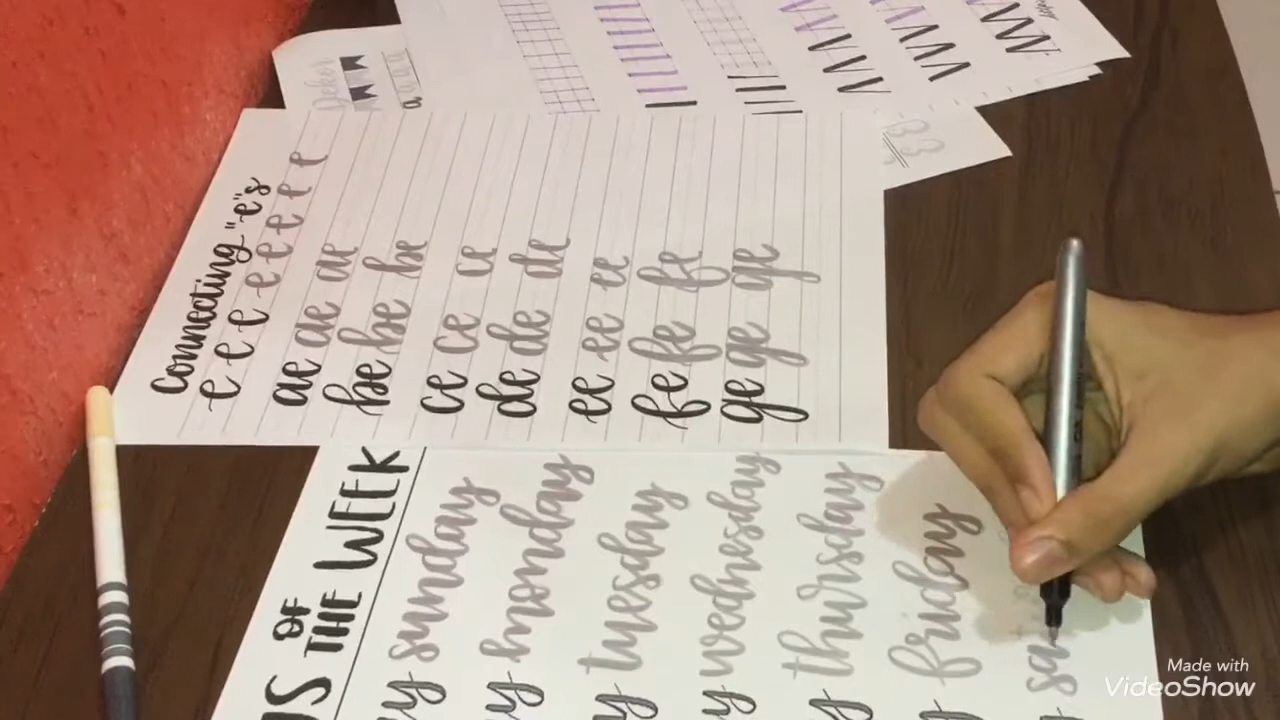 Connecting "e"s
e e e e e e e e
ae ae ae
be be be
ce ce ce
de de de
ee ee ee
fe fe fe
ge ge ge
OF
THE WEEK
sunday
monday
tuesday
wednesday
thursday
friday
Made with
VideoShow